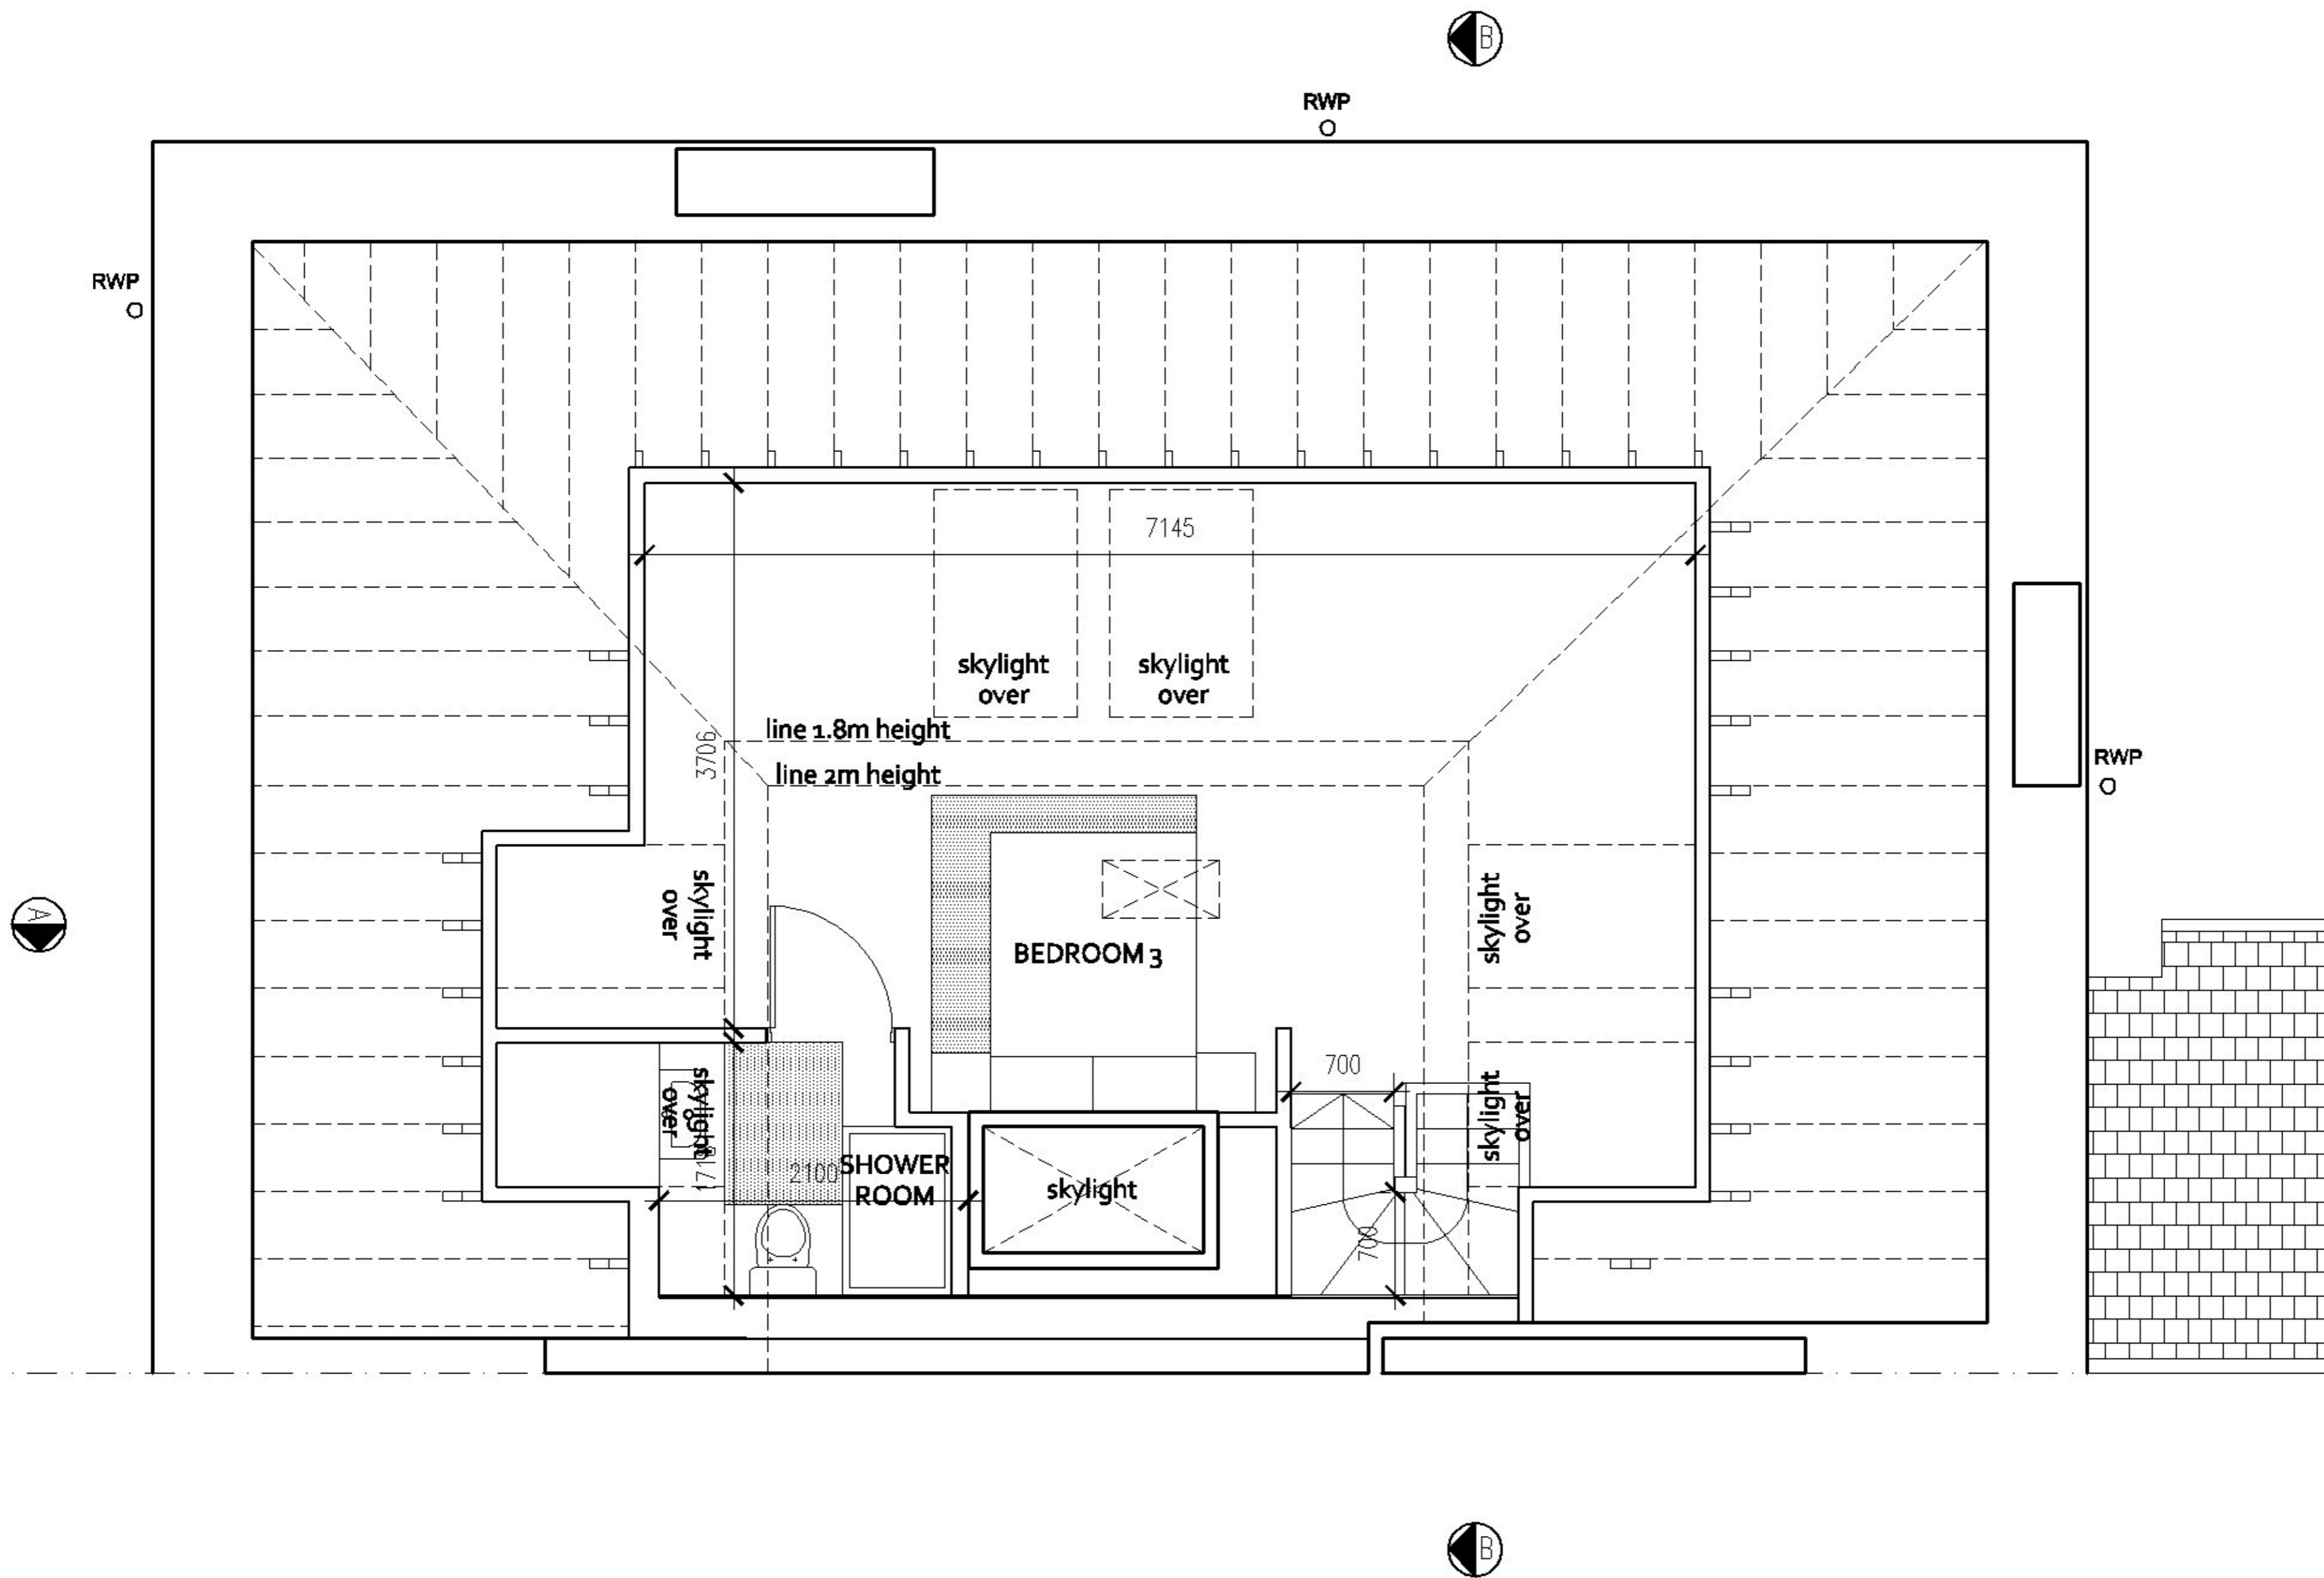 B
RWP
RWP
7145
skylight
over
skylight
over
line 1.8m height
3706
line 2m height
RWP
skylight
over
skylight
over
A
BEDROOM 3
700
skylight
over
skylight
over
2100
SHOWER
ROOM
skylight
700
B